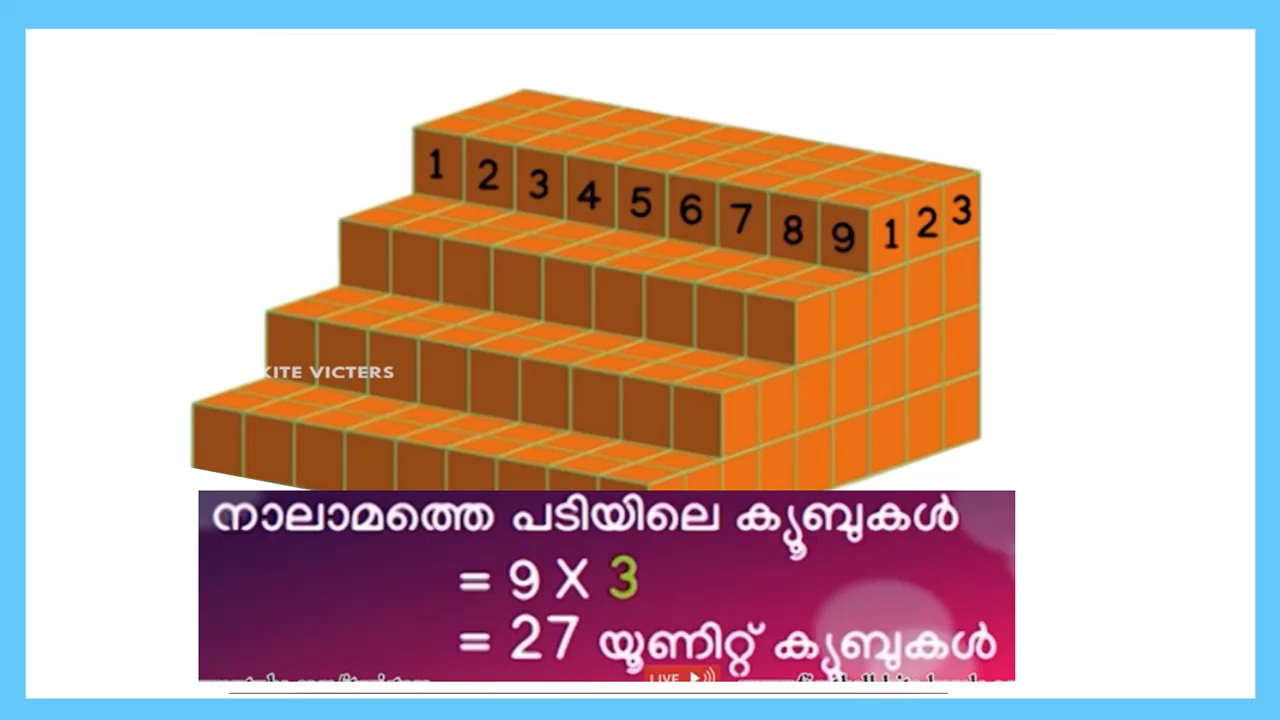 1 2 3 4 5 6 7 8 9 1 2 3
KITE VICTERS
നാലാമത്തെ പടിയിലെ ക്യൂബുകൾ
= 9 X 3
= 27 യൂണിറ്റ് ക്യൂബുകൾ
LIVE